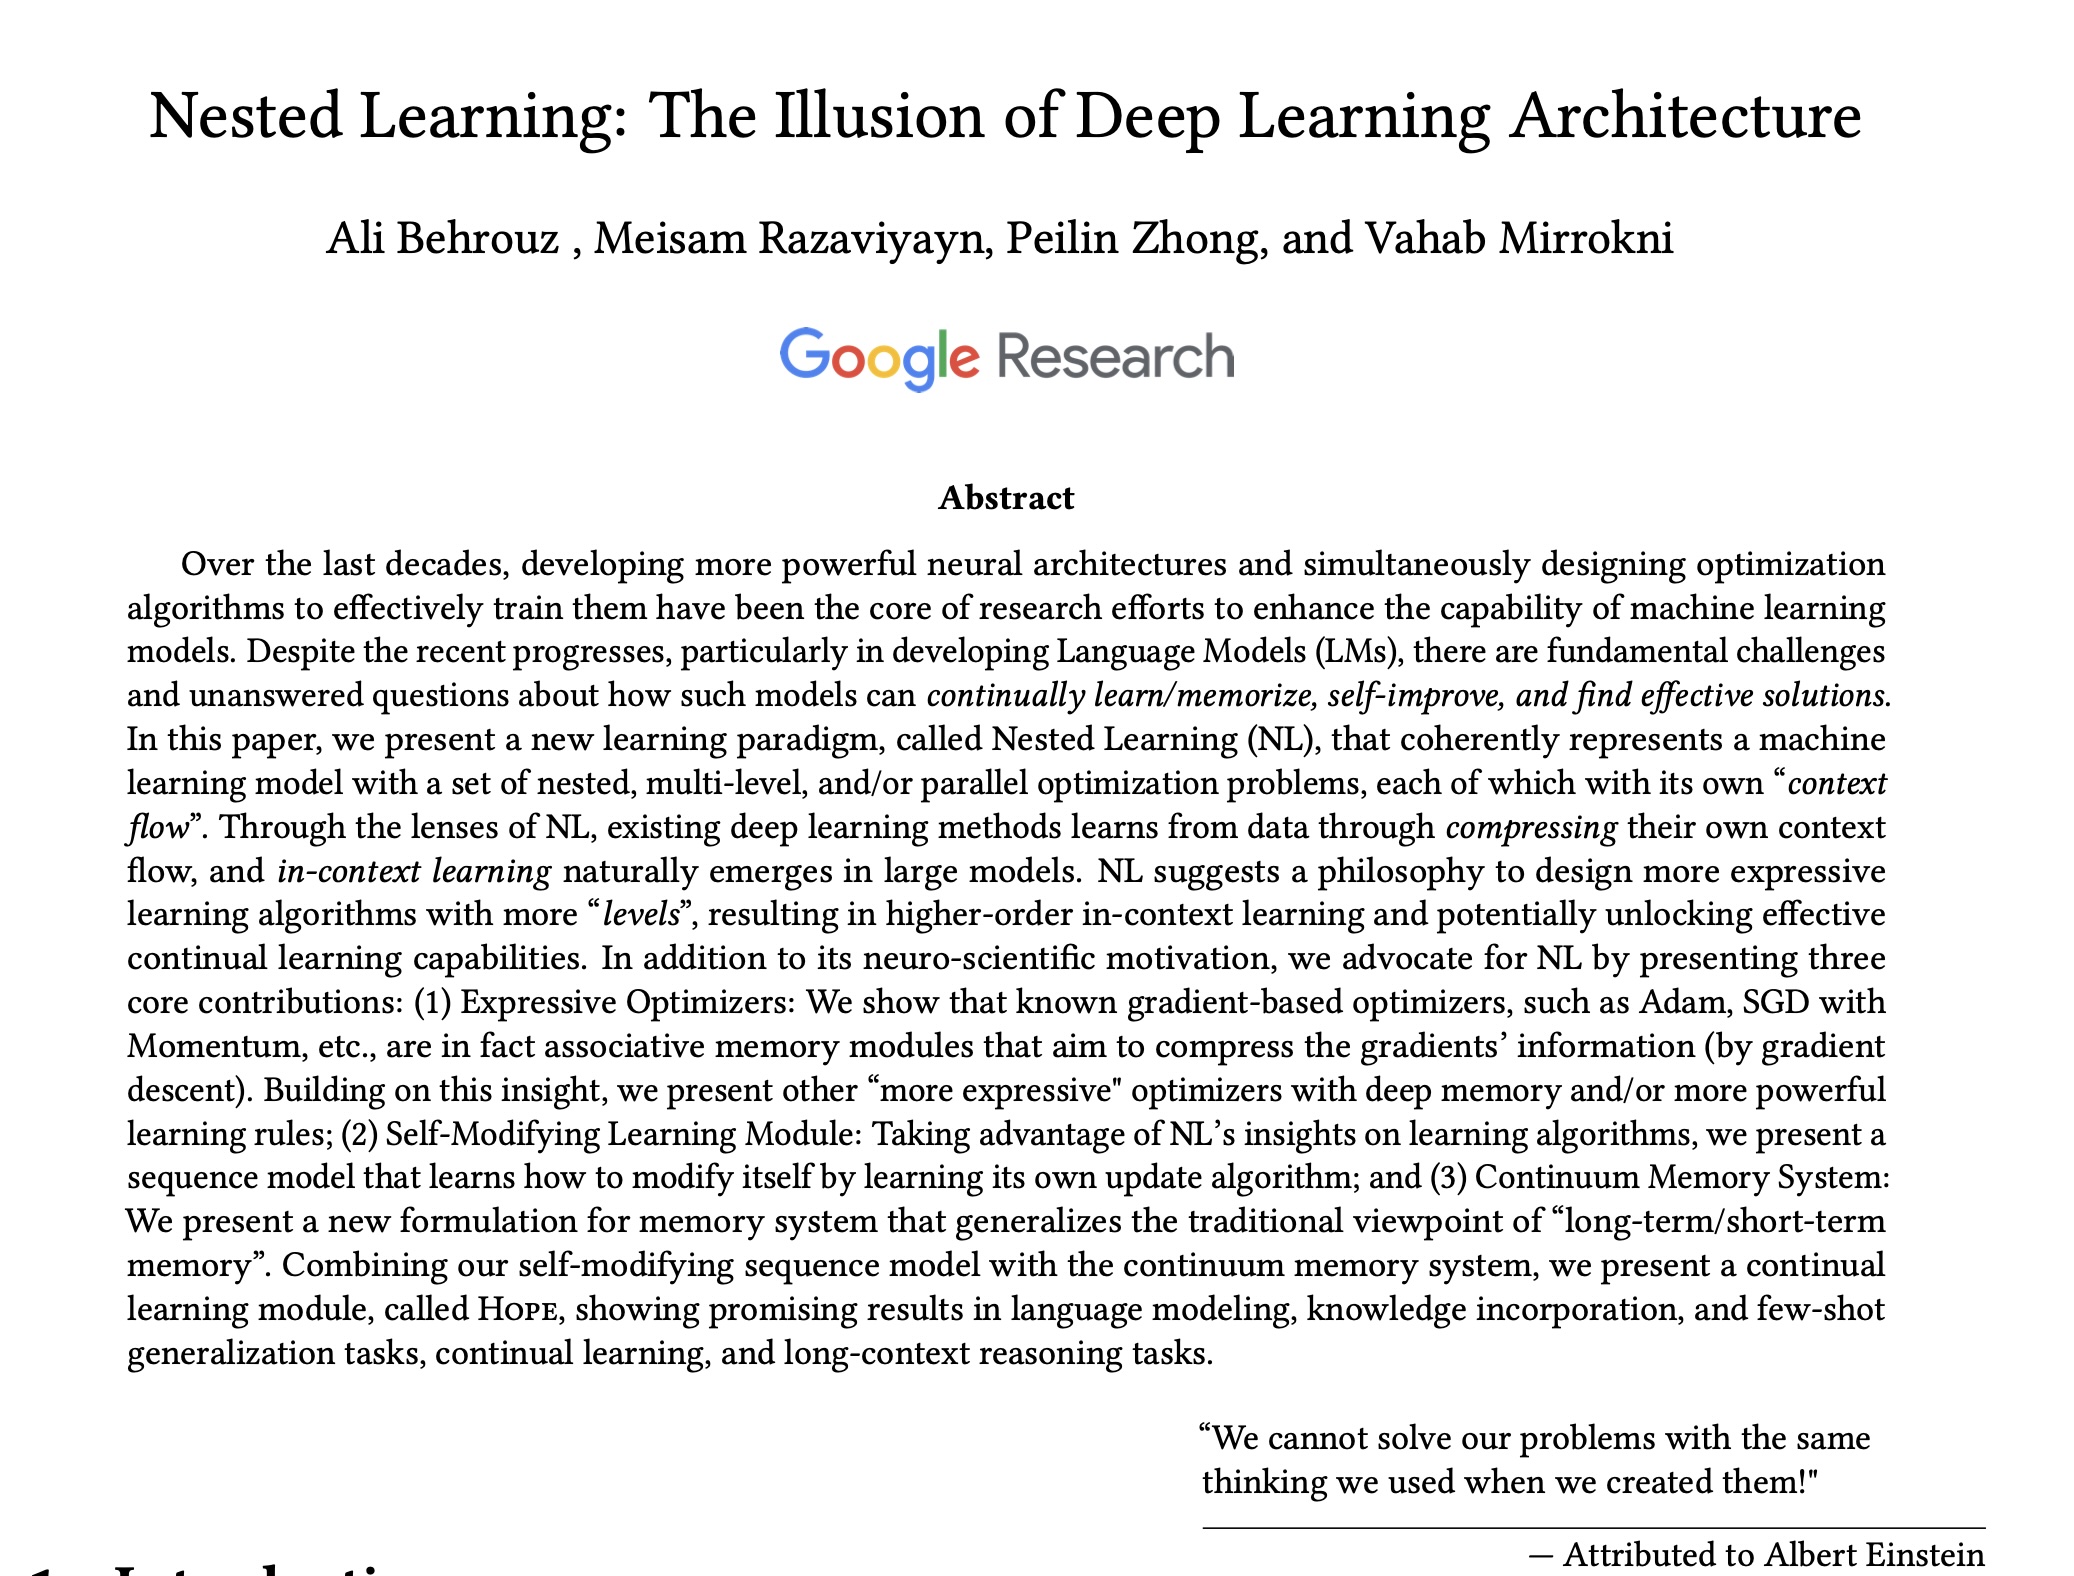 Nested Learning: The Illusion of Deep Learning Architecture
Ali Behrouz , Meisam Razaviyayn, Peilin Zhong, and Vahab Mirrokni
Google Research
Abstract
Over the last decades, developing more powerful neural architectures and simultaneously designing optimization
algorithms to effectively train them have been the core of research efforts to enhance the capability of machine learning
models. Despite the recent progresses, particularly in developing Language Models (LMs), there are fundamental challenges
and unanswered questions about how such models can continually learn/memorize, self-improve, and find effective solutions.
In this paper, we present a new learning paradigm, called Nested Learning (NL), that coherently represents a machine
learning model with a set of nested, multi-level, and/or parallel optimization problems, each of which with its own “context
flow”. Through the lenses of NL, existing deep learning methods learns from data through compressing their own context
flow, and in-context learning naturally emerges in large models. NL suggests a philosophy to design more expressive
learning algorithms with more “levels”, resulting in higher-order in-context learning and potentially unlocking effective
continual learning capabilities. In addition to its neuro-scientific motivation, we advocate for NL by presenting three
core contributions: (1) Expressive Optimizers: We show that known gradient-based optimizers, such as Adam, SGD with
Momentum, etc., are in fact associative memory modules that aim to compress the gradients’ information (by gradient
descent). Building on this insight, we present other “more expressive" optimizers with deep memory and/or more powerful
learning rules; (2) Self-Modifying Learning Module: Taking advantage of NL’s insights on learning algorithms, we present a
sequence model that learns how to modify itself by learning its own update algorithm; and (3) Continuum Memory System:
We present a new formulation for memory system that generalizes the traditional viewpoint of “long-term/short-term
memory”. Combining our self-modifying sequence model with the continuum memory system, we present a continual
learning module, called HOPE, showing promising results in language modeling, knowledge incorporation, and few-shot
generalization tasks, continual learning, and long-context reasoning tasks.
“We cannot solve our problems with the same
thinking we used when we created them!"
— Attributed to Albert Einstein